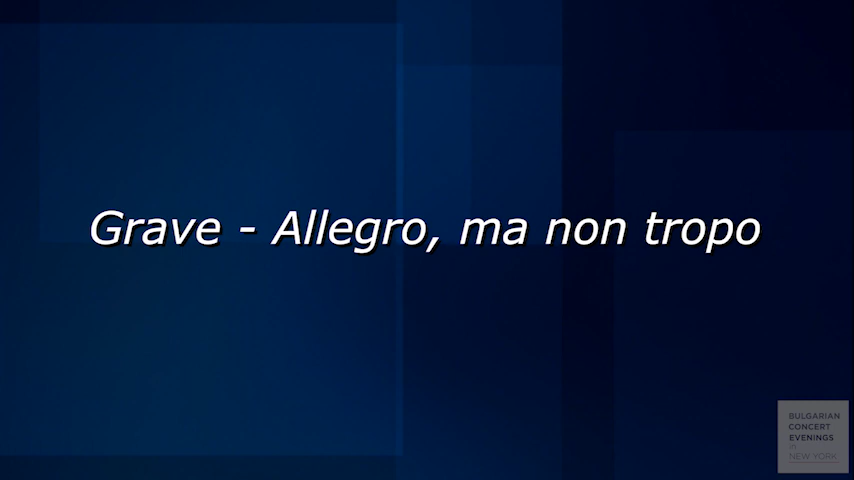 Grave - Allegro, ma non tropo
BULGARIAN
CONCERT
EVENINGS
in
NEW YORK